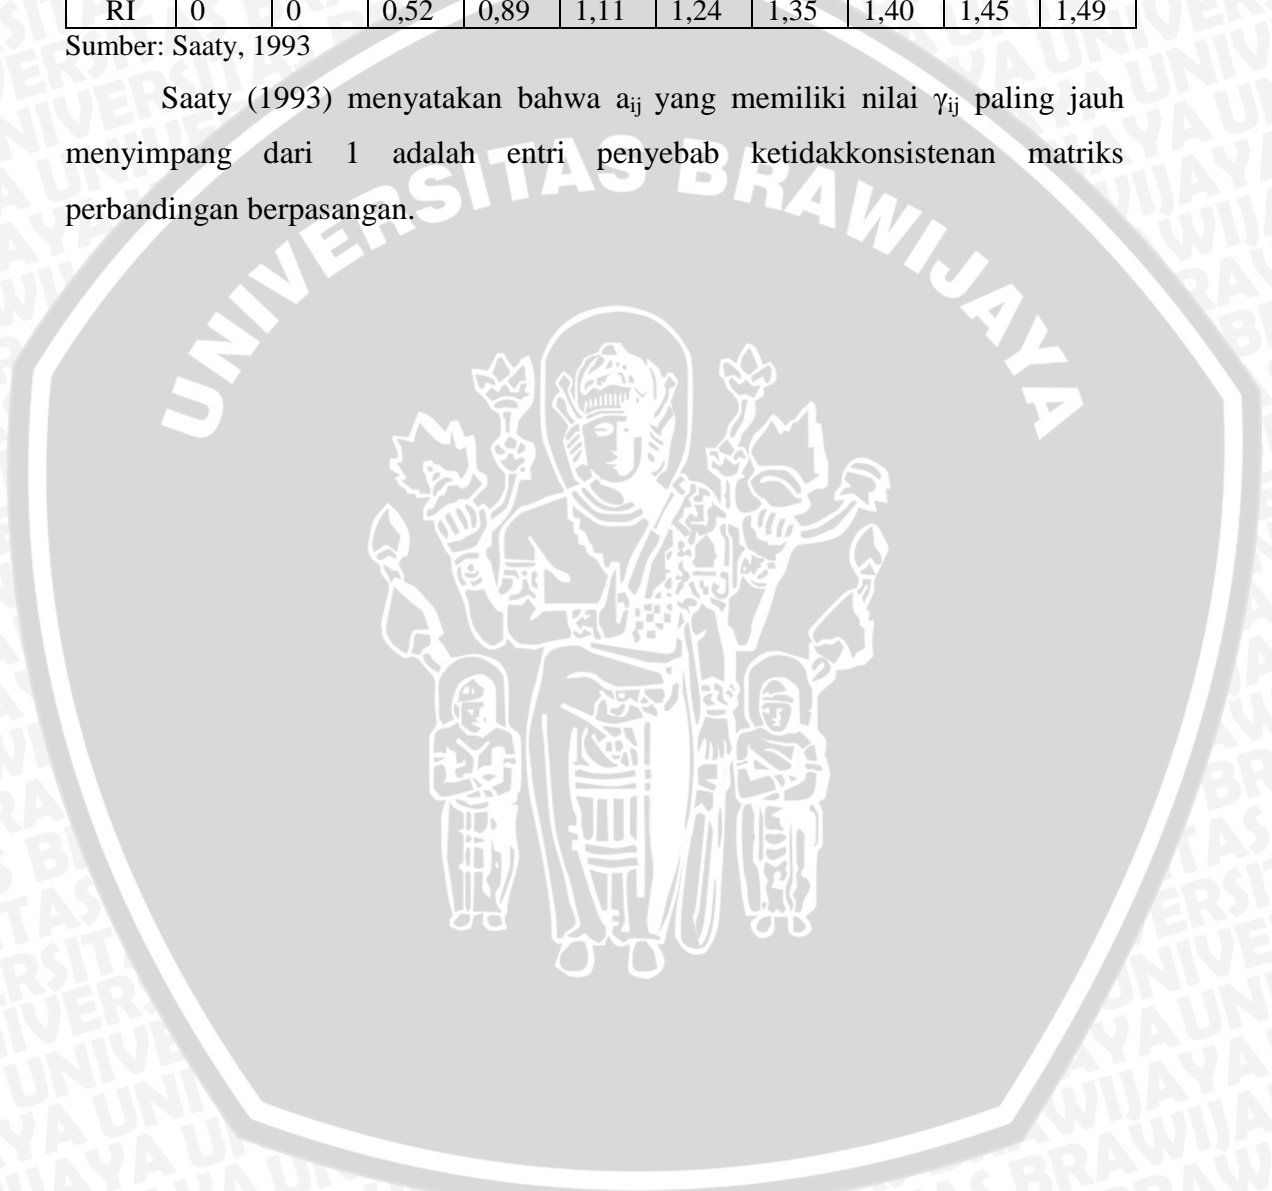 RI 0 0 0,52 0,89 1,11 1,24 1,35 1,40 1,45 1,49
Sumber: Saaty, 1993
Saaty (1993) menyatakan bahwa aij yang memiliki nilai γij paling jauh
menyimpang dari 1 adalah entri penyebab ketidakkonsistenan matriks
perbandingan berpasangan.
UNIVERSITAS BRAWIJAYA